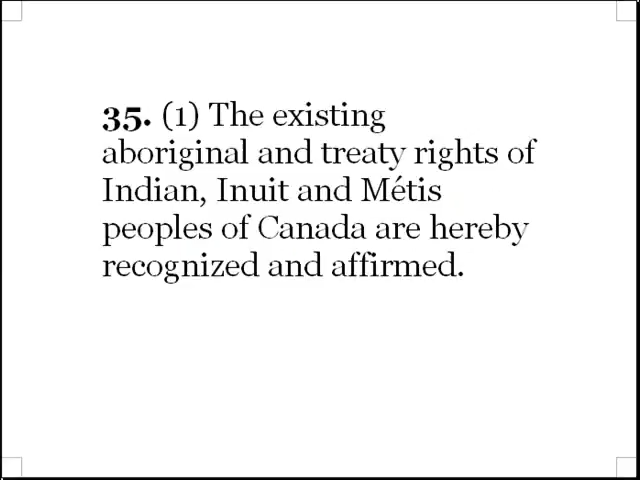 35. (1) The existing
aboriginal and treaty rights of
Indian, Inuit and Métis
peoples of Canada are hereby
recognized and affirmed.